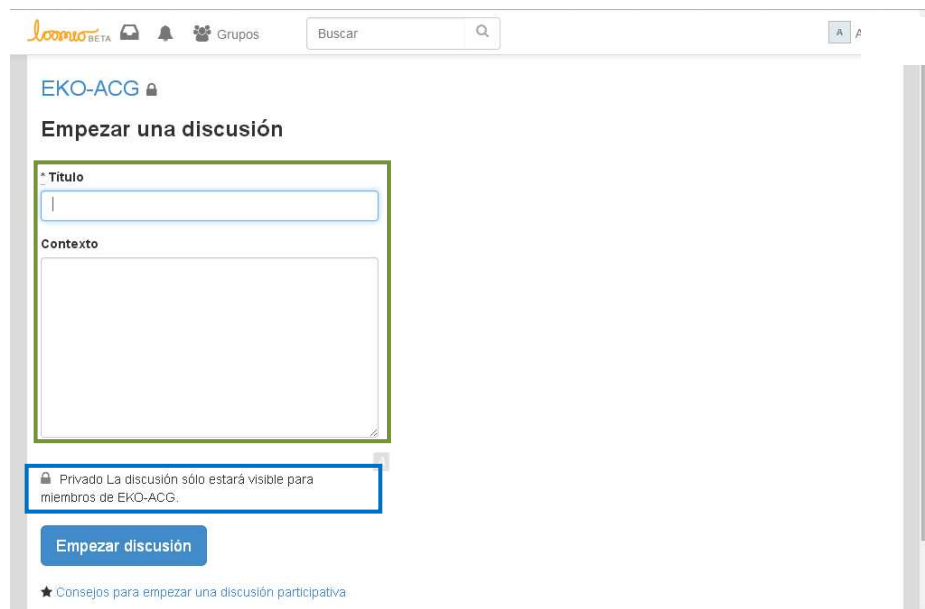 loomio BETA Grupos Buscar A A
EKO-ACG
Empezar una discusión
* Título
Contexto
Privado La discusión sólo estará visible para
miembros de EKO-ACG.
Empezar discusión
Consejos para empezar una discusión participativa